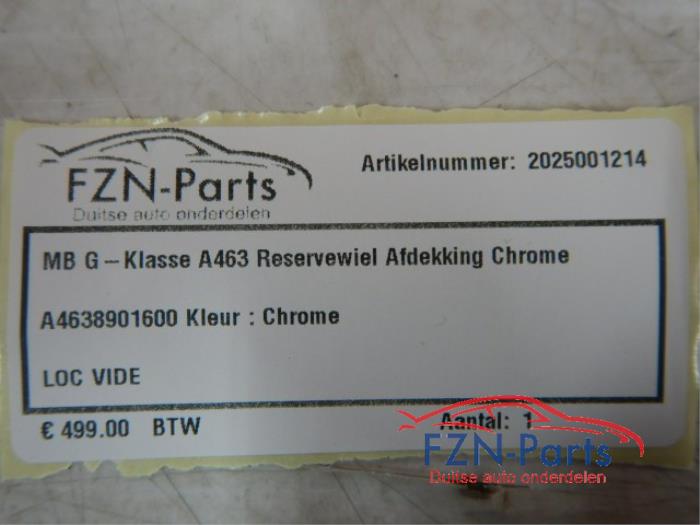 FZN-Parts
Duitse auto onderdelen
Artikelnummer: 2025001214
MB G-Klasse A463 Reservewiel Afdekking Chrome
A4638901600 Kleur : Chrome
LOC VIDE
€ 499.00 BTW
Aantal: 1
FZN-Parts
Duitse auto onderdelen